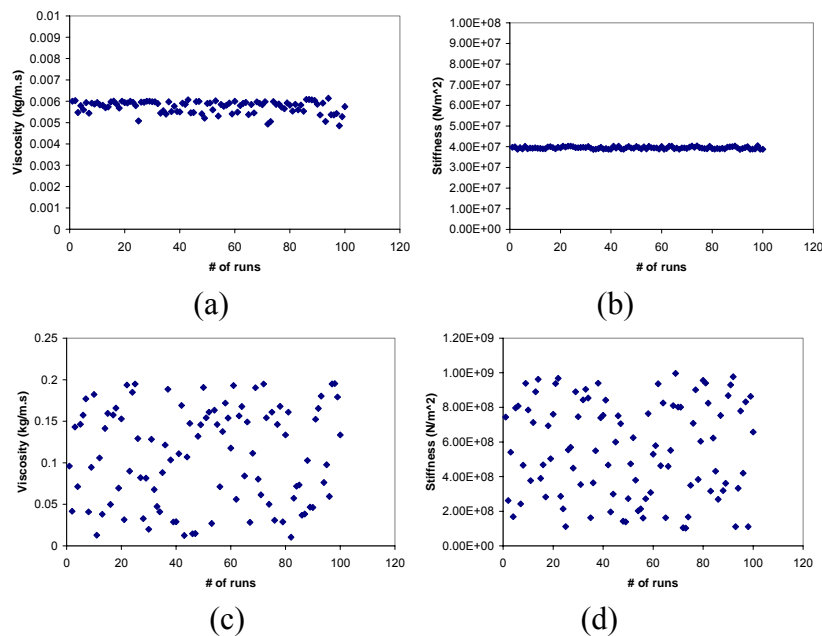 0.01
0.009
0.008
0.007
0.006
0.005
0.004
0.003
0.002
0.001
0
Viscosity (kg/m.s)
0 20 40 60 80 100 120
# of runs
(a)
1.00E+08
9.00E+07
8.00E+07
7.00E+07
6.00E+07
5.00E+07
4.00E+07
3.00E+07
2.00E+07
1.00E+07
0.00E+00
Stiffness (N/m^2)
0 20 40 60 80 100 120
# of runs
(b)
0.25
0.2
0.15
0.1
0.05
0
Viscosity (kg/m.s)
0 20 40 60 80 100 120
# of runs
(c)
1.20E+09
1.00E+09
8.00E+08
6.00E+08
4.00E+08
2.00E+08
0.00E+00
Stiffness (N/m^2)
0 20 40 60 80 100 120
# of runs
(d)